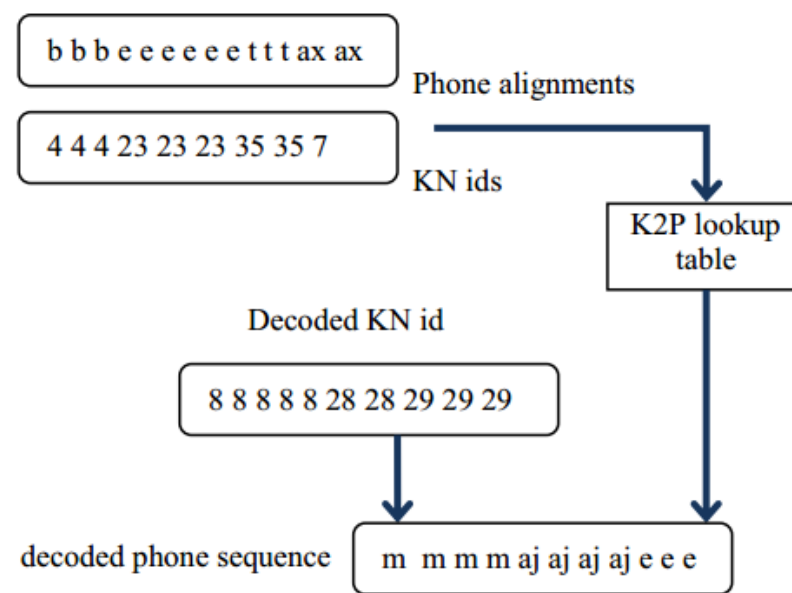 b b b e e e e e e t t t ax ax
Phone alignments
4 4 4 23 23 23 35 35 7
KN ids
K2P lookup
table
Decoded KN id
8 8 8 8 8 28 28 29 29 29
decoded phone sequence
m m m m aj aj aj aj e e e